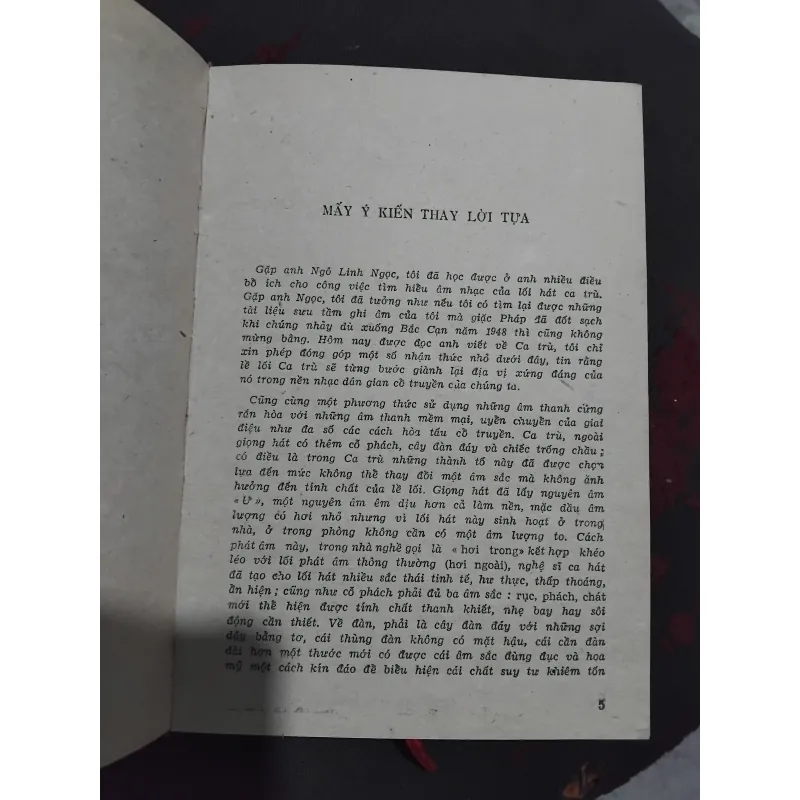 MẤY Ý KIẾN THAY LỜI TỰA
Gặp anh Ngô Linh Ngọc, tôi đã học được ở anh nhiều điều
bổ ích cho công việc tìm hiểu âm nhạc của lối hát ca trù.
Gặp anh Ngọc, tôi đã tưởng như nếu tôi có tìm lại được những
tài liệu sưu tầm ghi âm của tôi mà giặc Pháp đã đốt sạch
khi chúng nhảy dù xuống Bắc Cạn năm 1948 thì cũng không
mừng bằng. Hôm nay được đọc anh viết về Ca trù, tôi chỉ
xin phép đóng góp một số nhận thức nhỏ dưới đây, tin rằng
lề lối Ca trù sẽ từng bước giành lại địa vị xứng đáng của
nó trong nền nhạc dân gian cổ truyền của chúng ta.
Cũng cùng một phương thức sử dụng những âm thanh cứng
rắn hòa với những âm thanh mềm mại, uyển chuyển của giai
điệu như đa số các cách hòa tấu cổ truyền. Ca trù, ngoài
giọng hát có thêm cỗ phách, cây đàn đáy và chiếc trống chầu ;
có điều là trong Ca trù những thành tố này đã được chọn
lựa đến mức không thể thay đổi một âm sắc mà không ảnh
hưởng đến tính chất của lề lối. Giọng hát đã lấy nguyên âm
« Ư », một nguyên âm êm dịu hơn cả làm nền, mặc dầu âm
lượng có hơi nhỏ nhưng vì lối hát này sinh hoạt ở trong
nhà, ở trong phòng không cần có một âm lượng to. Cách
phát âm này, trong nhà nghề gọi là « hơi trong» kết hợp khéo
léo với lối phát âm thông thường (hơi ngoài), nghệ sĩ ca hát
đã tạo cho lối hát nhiều sắc thái tinh tế, hư thực, thấp thoáng,
ẩn hiện ; cũng như cỗ phách phải đủ ba âm sắc : rục, phách, chát
mới thể hiện được tính chất thanh khiết, nhẹ bay hay sôi
động cần thiết. Về đàn, phải là cây đàn đáy với những sợi
dây bằng tơ, cái thùng đàn không có mặt hậu, cái cần đàn
dài hơn một thước mới có được cái âm sắc đùng đục và hoa
mỹ một cách kín đáo để biểu hiện cái chất suy tư khiêm tốn
5